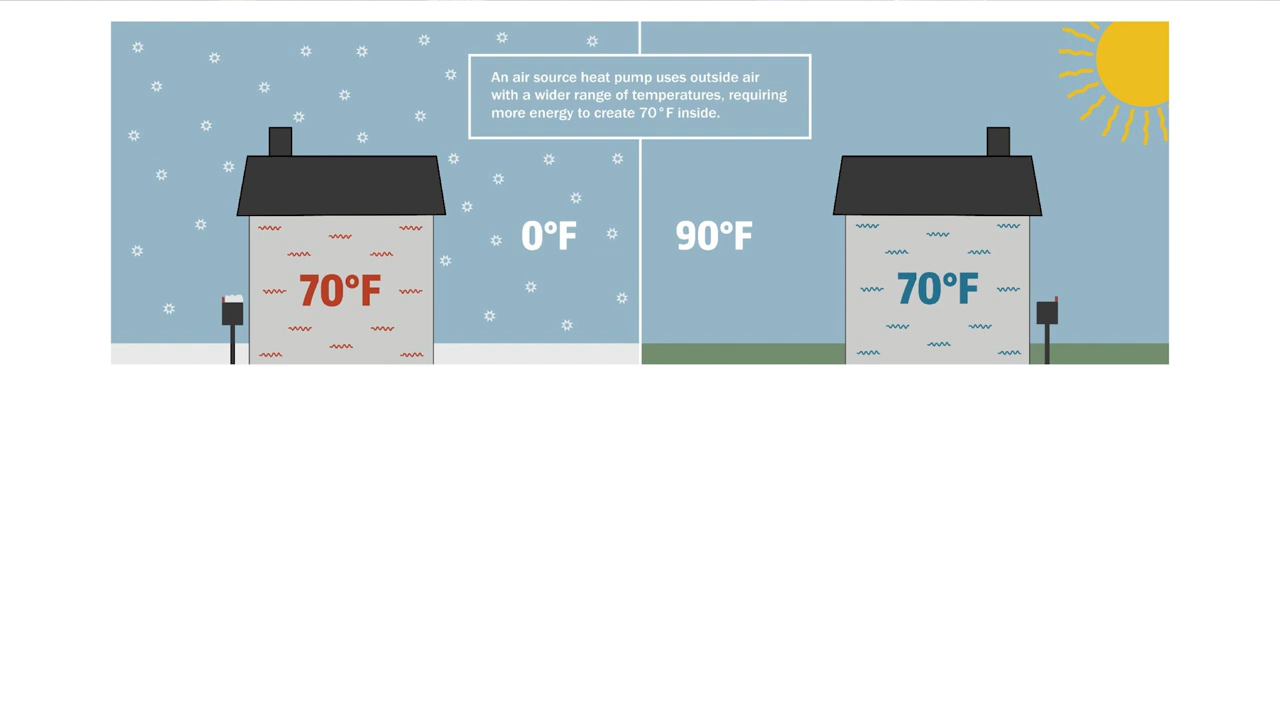 An air source heat pump uses outside air
with a wider range of temperatures, requiring
more energy to create 70°F inside.
0°F
90°F
70°F
70°F